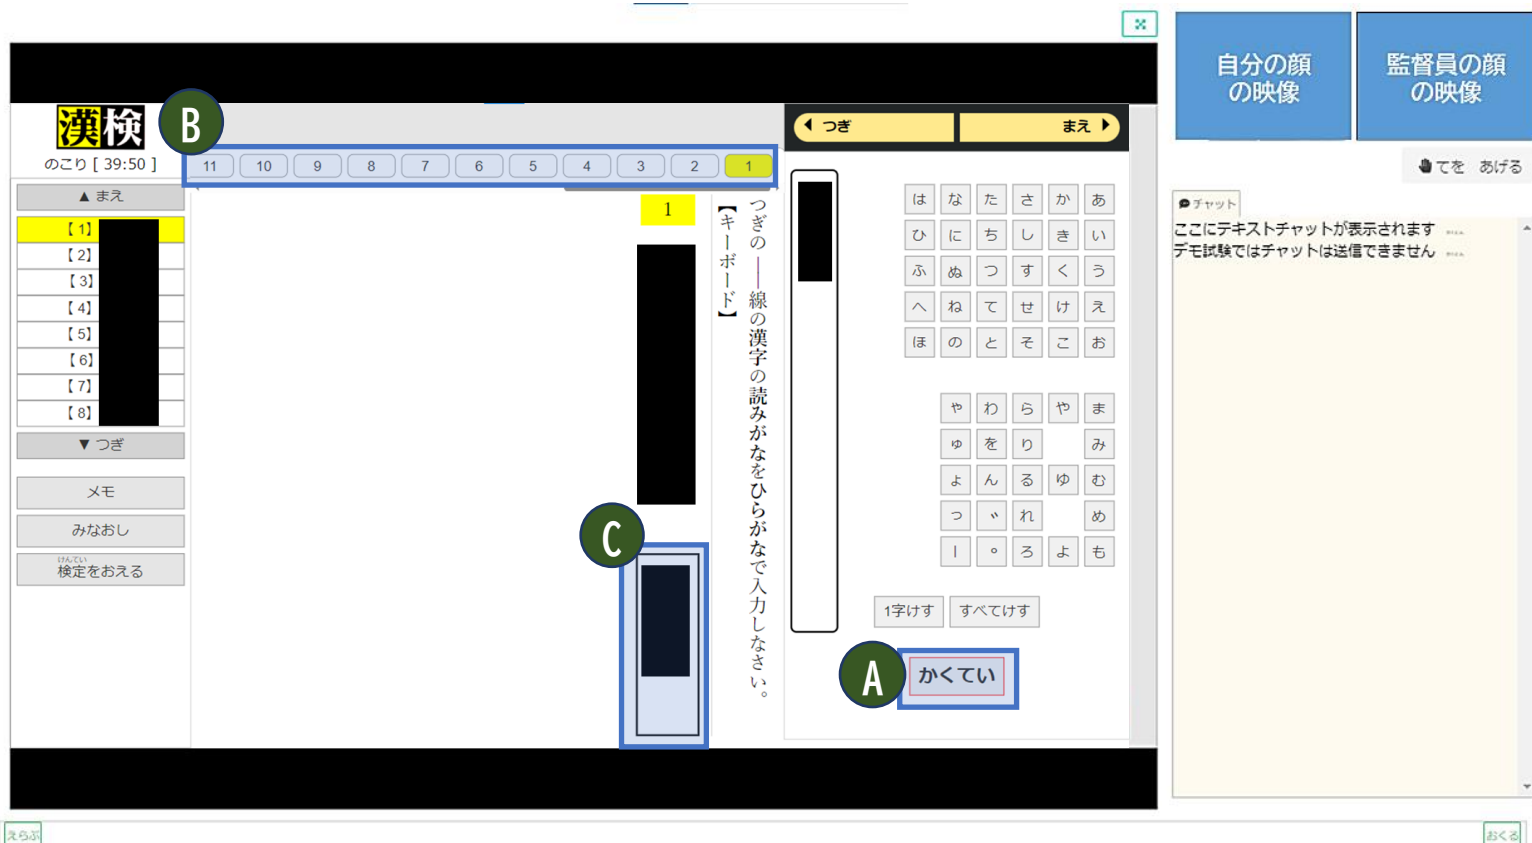 自分の顔
の映像
監督員の顔
の映像
漢検
のこり [ 39:50 ]
B
11 10 9 8 7 6 5 4 3 2 1
◀ つぎ
まえ ▶
てを あげる
チャット
ここにテキストチャットが表示されます
デモ試験ではチャットは送信できません
▲ まえ
【 1】
【 2】
【 3】
【 4】
【 5】
【 6】
【 7】
【 8】
▼ つぎ
メモ
みなおし
けんてい
検定をおえる
つぎの ──線の漢字の読みがなをひらがなで入力しなさい。
【キーボード】
1
C
は な た さ か あ
ひ に ち し き い
ふ ぬ つ す く う
へ ね て せ け え
ほ の と そ こ お
ゃ わ ら や ま
ゅ を り み
ょ ん る ゆ む
っ 〃 れ め
ー ° ろ よ も
1字けす
すべてけす
A
かくてい
えらぶ
おくる